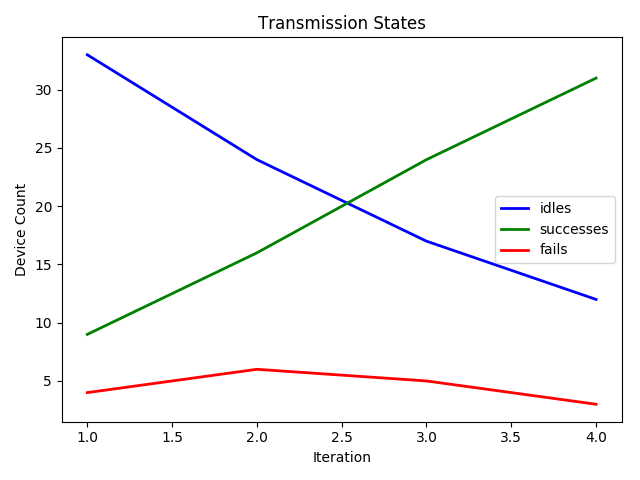 Transmission States
Device Count
30
25
20
15
10
5
idles
successes
fails
1.0 1.5 2.0 2.5 3.0 3.5 4.0
Iteration